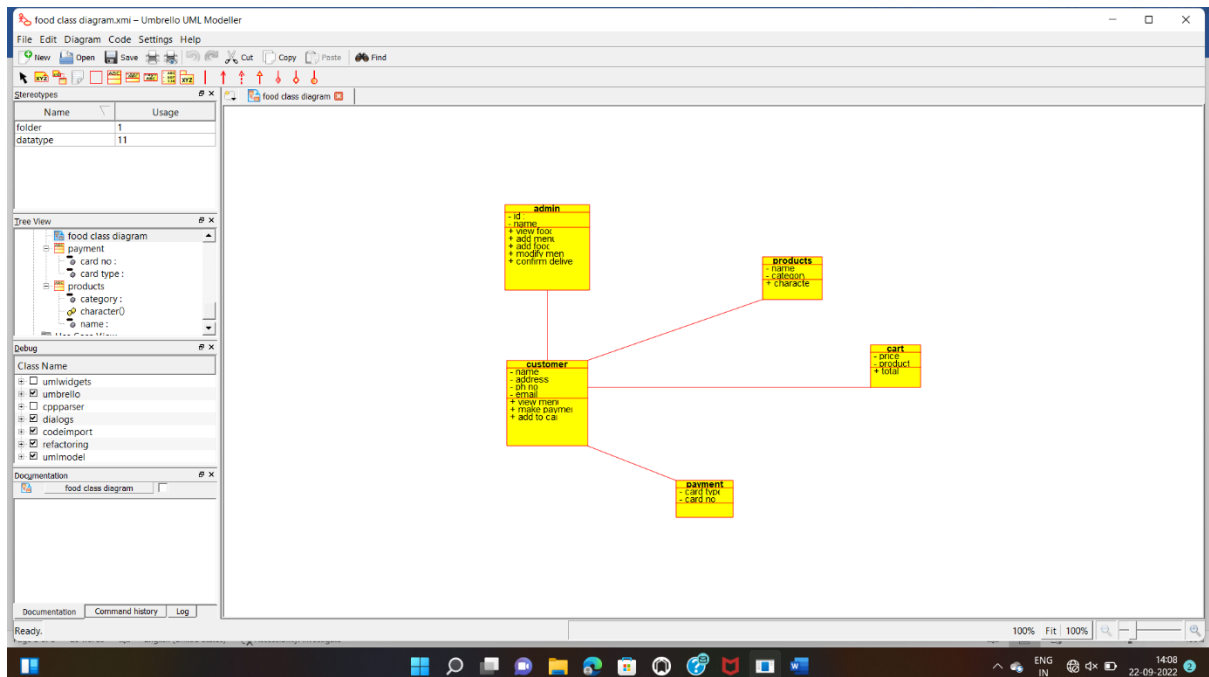 food class diagram.xmi – Umbrello UML Modeller
File Edit Diagram Code Settings Help
New Open Save Cut Copy Paste Find
Stereotypes
food class diagram
Name Usage
folder 1
datatype 11
Tree View
food class diagram
payment
card no :
card type :
products
category :
character()
name :
Debug
Class Name
umlwidgets
umbrello
cppparser
dialogs
codeimport
refactoring
umlmodel
Documentation
food class diagram
Documentation Command history Log
admin
- id :
- name
+ view food
+ add menu
+ add food
+ modify men
+ confirm delive
products
- name
- category
+ characte
cart
- price
- product
+ total
customer
- name
- address
- ph no
- email
+ view menu
+ make paymen
+ add to car
payment
- card type
- card no
Ready.
100% Fit 100%
ENG
IN
14:08
22-09-2022
2